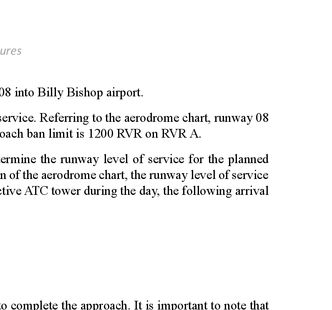 ures
08 into Billy Bishop airport.
service. Referring to the aerodrome chart, runway 08
oach ban limit is 1200 RVR on RVR A.
ermine the runway level of service for the planned
n of the aerodrome chart, the runway level of service
ctive ATC tower during the day, the following arrival
o complete the approach. It is important to note that